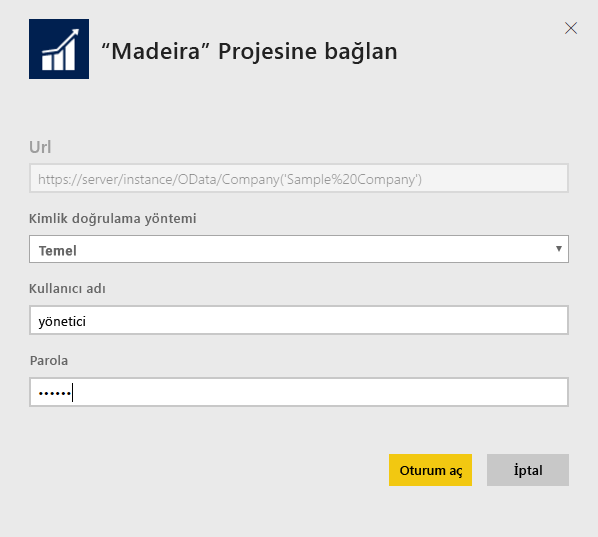 “Madeira” Projesine bağlan
Url
https://server/instance/OData/Company('Sample%20Company')
Kimlik doğrulama yöntemi
Temel
Kullanıcı adı
yönetici
Parola
••••••
Oturum aç
İptal